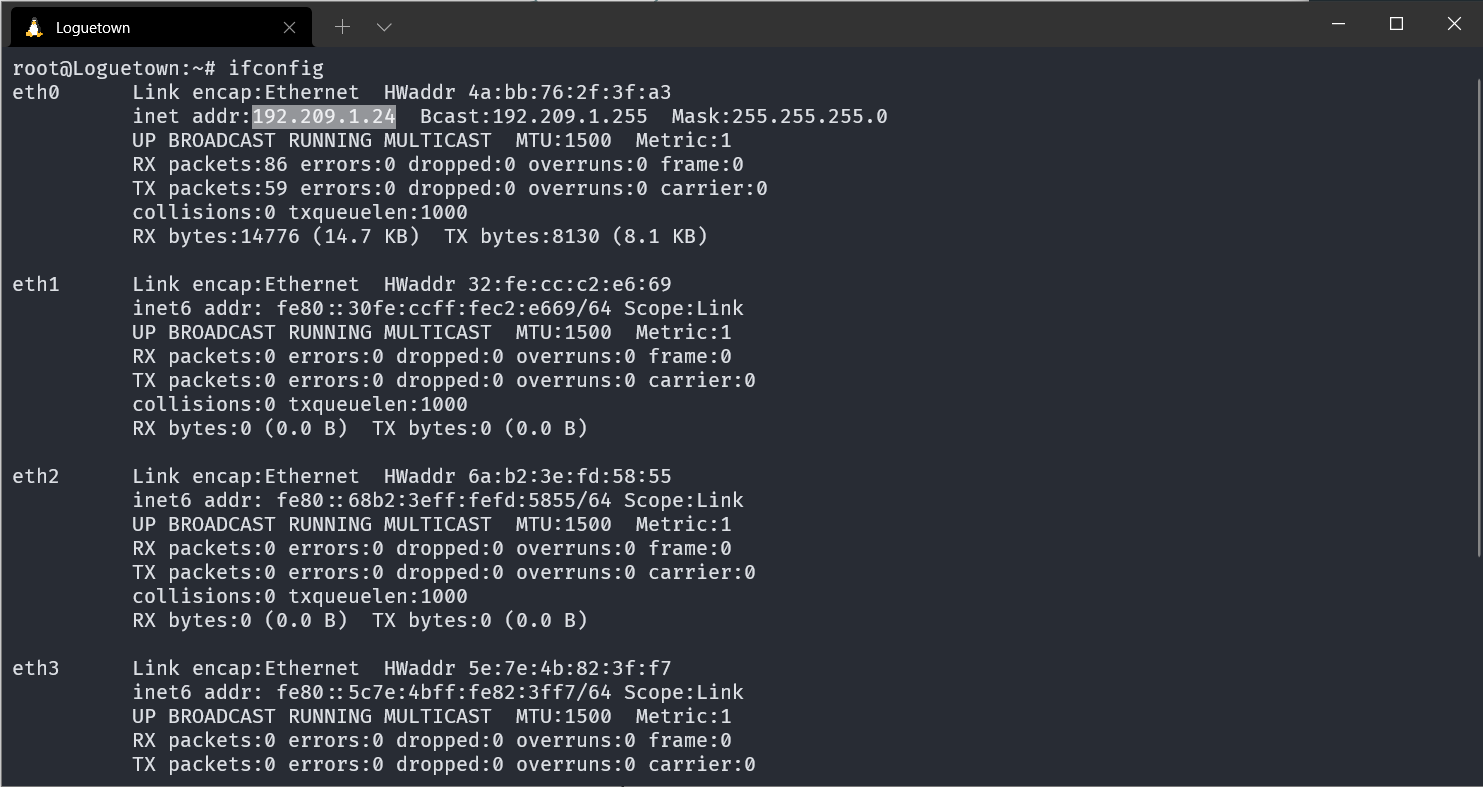 Loguetown
root@Loguetown:~# ifconfig
eth0      Link encap:Ethernet  HWaddr 4a:bb:76:2f:3f:a3
          inet addr:192.209.1.24  Bcast:192.209.1.255  Mask:255.255.255.0
          UP BROADCAST RUNNING MULTICAST  MTU:1500  Metric:1
          RX packets:86 errors:0 dropped:0 overruns:0 frame:0
          TX packets:59 errors:0 dropped:0 overruns:0 carrier:0
          collisions:0 txqueuelen:1000
          RX bytes:14776 (14.7 KB)  TX bytes:8130 (8.1 KB)

eth1      Link encap:Ethernet  HWaddr 32:fe:cc:c2:e6:69
          inet6 addr: fe80::30fe:ccff:fec2:e669/64 Scope:Link
          UP BROADCAST RUNNING MULTICAST  MTU:1500  Metric:1
          RX packets:0 errors:0 dropped:0 overruns:0 frame:0
          TX packets:0 errors:0 dropped:0 overruns:0 carrier:0
          collisions:0 txqueuelen:1000
          RX bytes:0 (0.0 B)  TX bytes:0 (0.0 B)

eth2      Link encap:Ethernet  HWaddr 6a:b2:3e:fd:58:55
          inet6 addr: fe80::68b2:3eff:fefd:5855/64 Scope:Link
          UP BROADCAST RUNNING MULTICAST  MTU:1500  Metric:1
          RX packets:0 errors:0 dropped:0 overruns:0 frame:0
          TX packets:0 errors:0 dropped:0 overruns:0 carrier:0
          collisions:0 txqueuelen:1000
          RX bytes:0 (0.0 B)  TX bytes:0 (0.0 B)

eth3      Link encap:Ethernet  HWaddr 5e:7e:4b:82:3f:f7
          inet6 addr: fe80::5c7e:4bff:fe82:3ff7/64 Scope:Link
          UP BROADCAST RUNNING MULTICAST  MTU:1500  Metric:1
          RX packets:0 errors:0 dropped:0 overruns:0 frame:0
          TX packets:0 errors:0 dropped:0 overruns:0 carrier:0